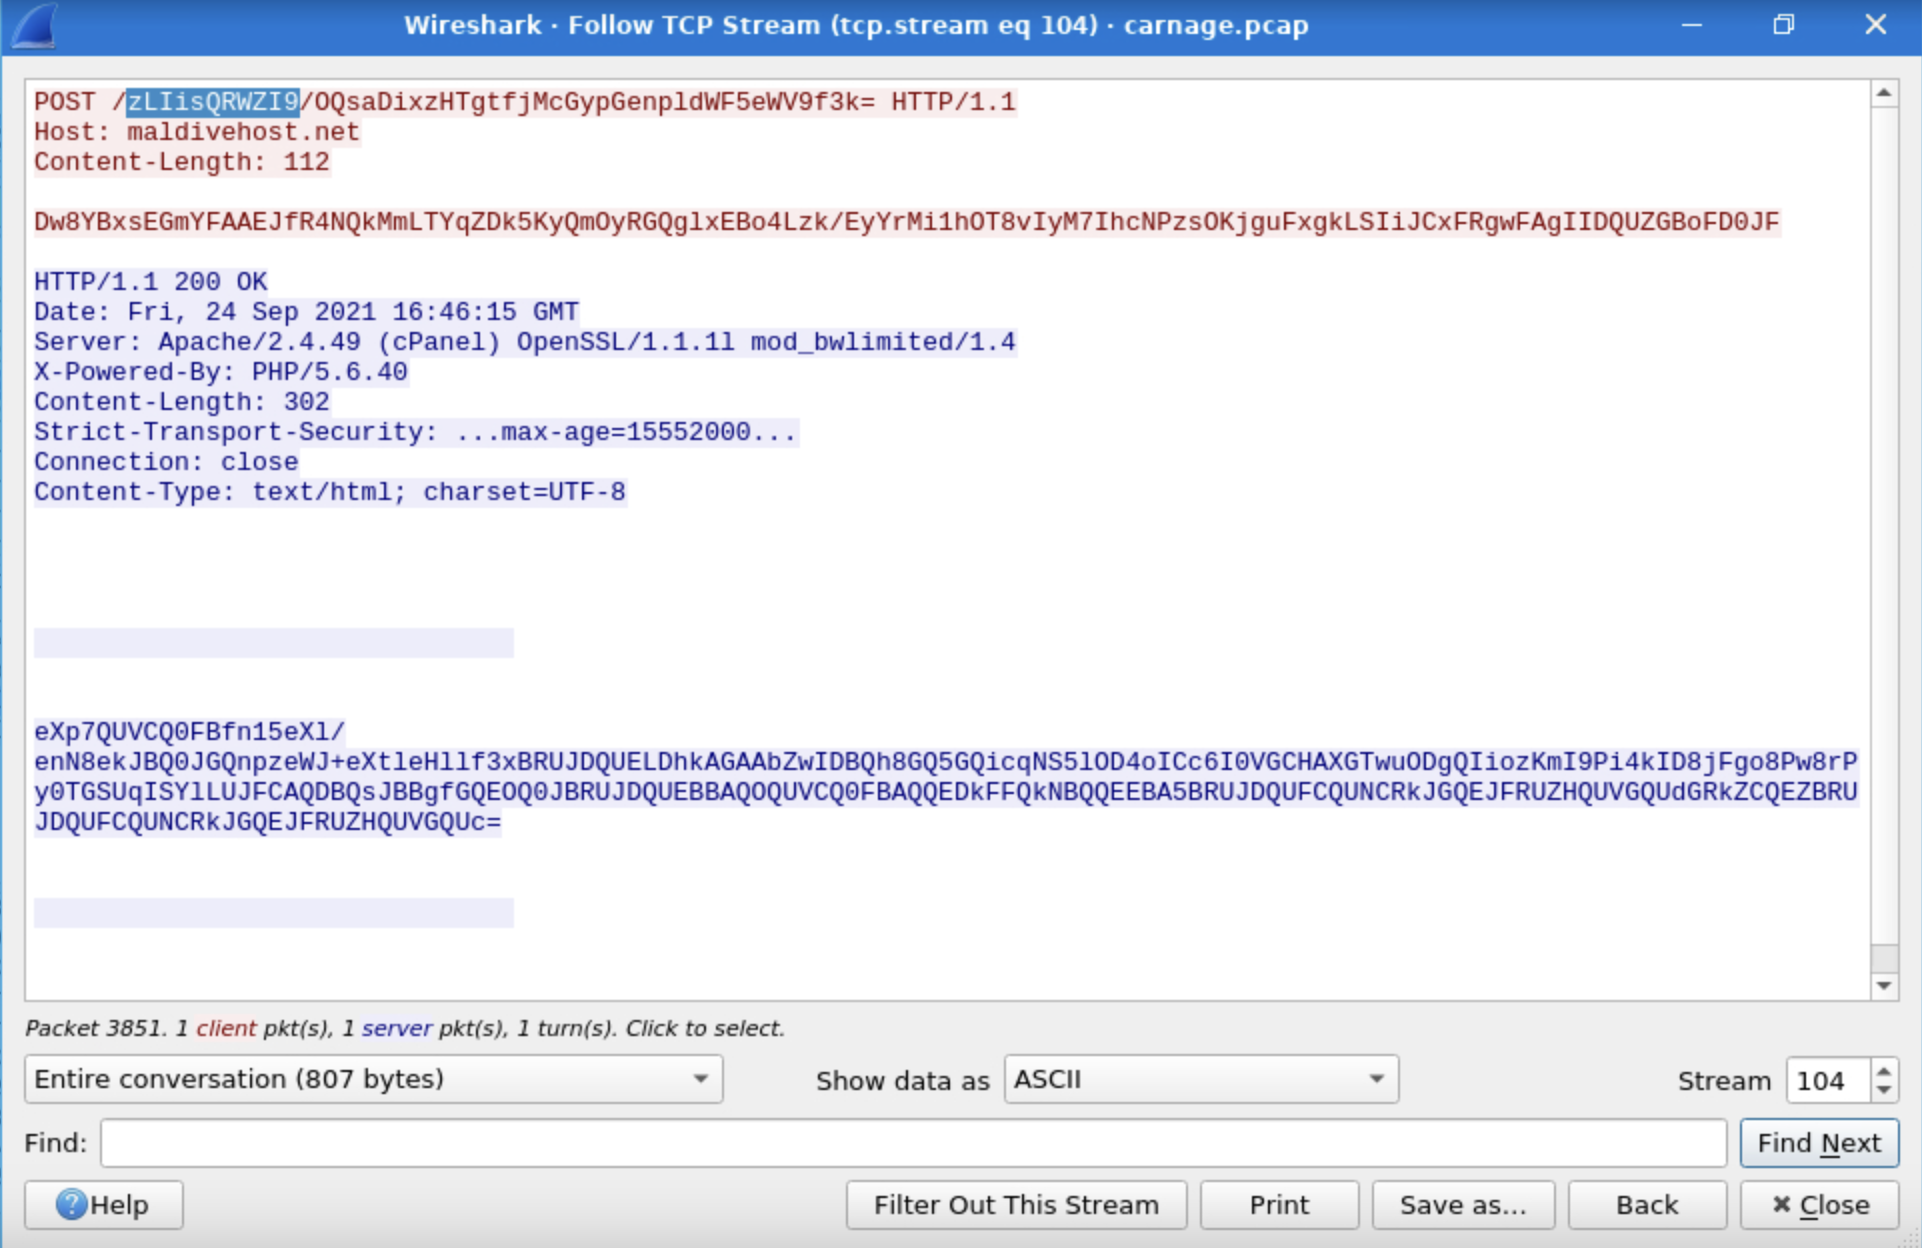 Wireshark · Follow TCP Stream (tcp.stream eq 104) · carnage.pcap
POST /zLIisQRWZI9/OQsaDixzHTgtfjMcGypGenpldWF5eWV9f3k= HTTP/1.1
Host: maldivehost.net
Content-Length: 112
Dw8YBxsEGmYFAAEJfR4NQkMmLTYqZDk5KyQmOyRGQglxEBo4Lzk/EyYrMi1hOT8vIyM7IhcNPzsOKjguFxgkLSIiJCxFRgwFAgIIDQUZGBoFD0JF
HTTP/1.1 200 OK
Date: Fri, 24 Sep 2021 16:46:15 GMT
Server: Apache/2.4.49 (cPanel) OpenSSL/1.1.1l mod_bwlimited/1.4
X-Powered-By: PHP/5.6.40
Content-Length: 302
Strict-Transport-Security: ...max-age=15552000...
Connection: close
Content-Type: text/html; charset=UTF-8
eXp7QUVCQ0FBfn15eXl/
enN8ekJBQ0JGQnpzeWJ+eXtleHllf3xBRUJDQUELDhkAGAAbZwIDBQh8GQ5GQicqNS5lOD4oICc6I0VGCHAXGTwuODgQIiozKmI9Pi4kID8jFgo8Pw8rP
y0TGSUqISYlLUJFCAQDBQsJBBgfGQEOQ0JBRUJDQUEBBAQOQUVCQ0FBAQQEDkFFQkNBQQEEBA5BRUJDQUFCQUNCRkJGQEJFRUZHQUVGQUdGRkZCQEZBRU
JDQUFCQUNCRkJGQEJFRUZHQUVGQUc=
Packet 3851. 1 client pkt(s), 1 server pkt(s), 1 turn(s). Click to select.
Entire conversation (807 bytes) Show data as ASCII Stream 104
Find: Find Next
Help Filter Out This Stream Print Save as... Back Close